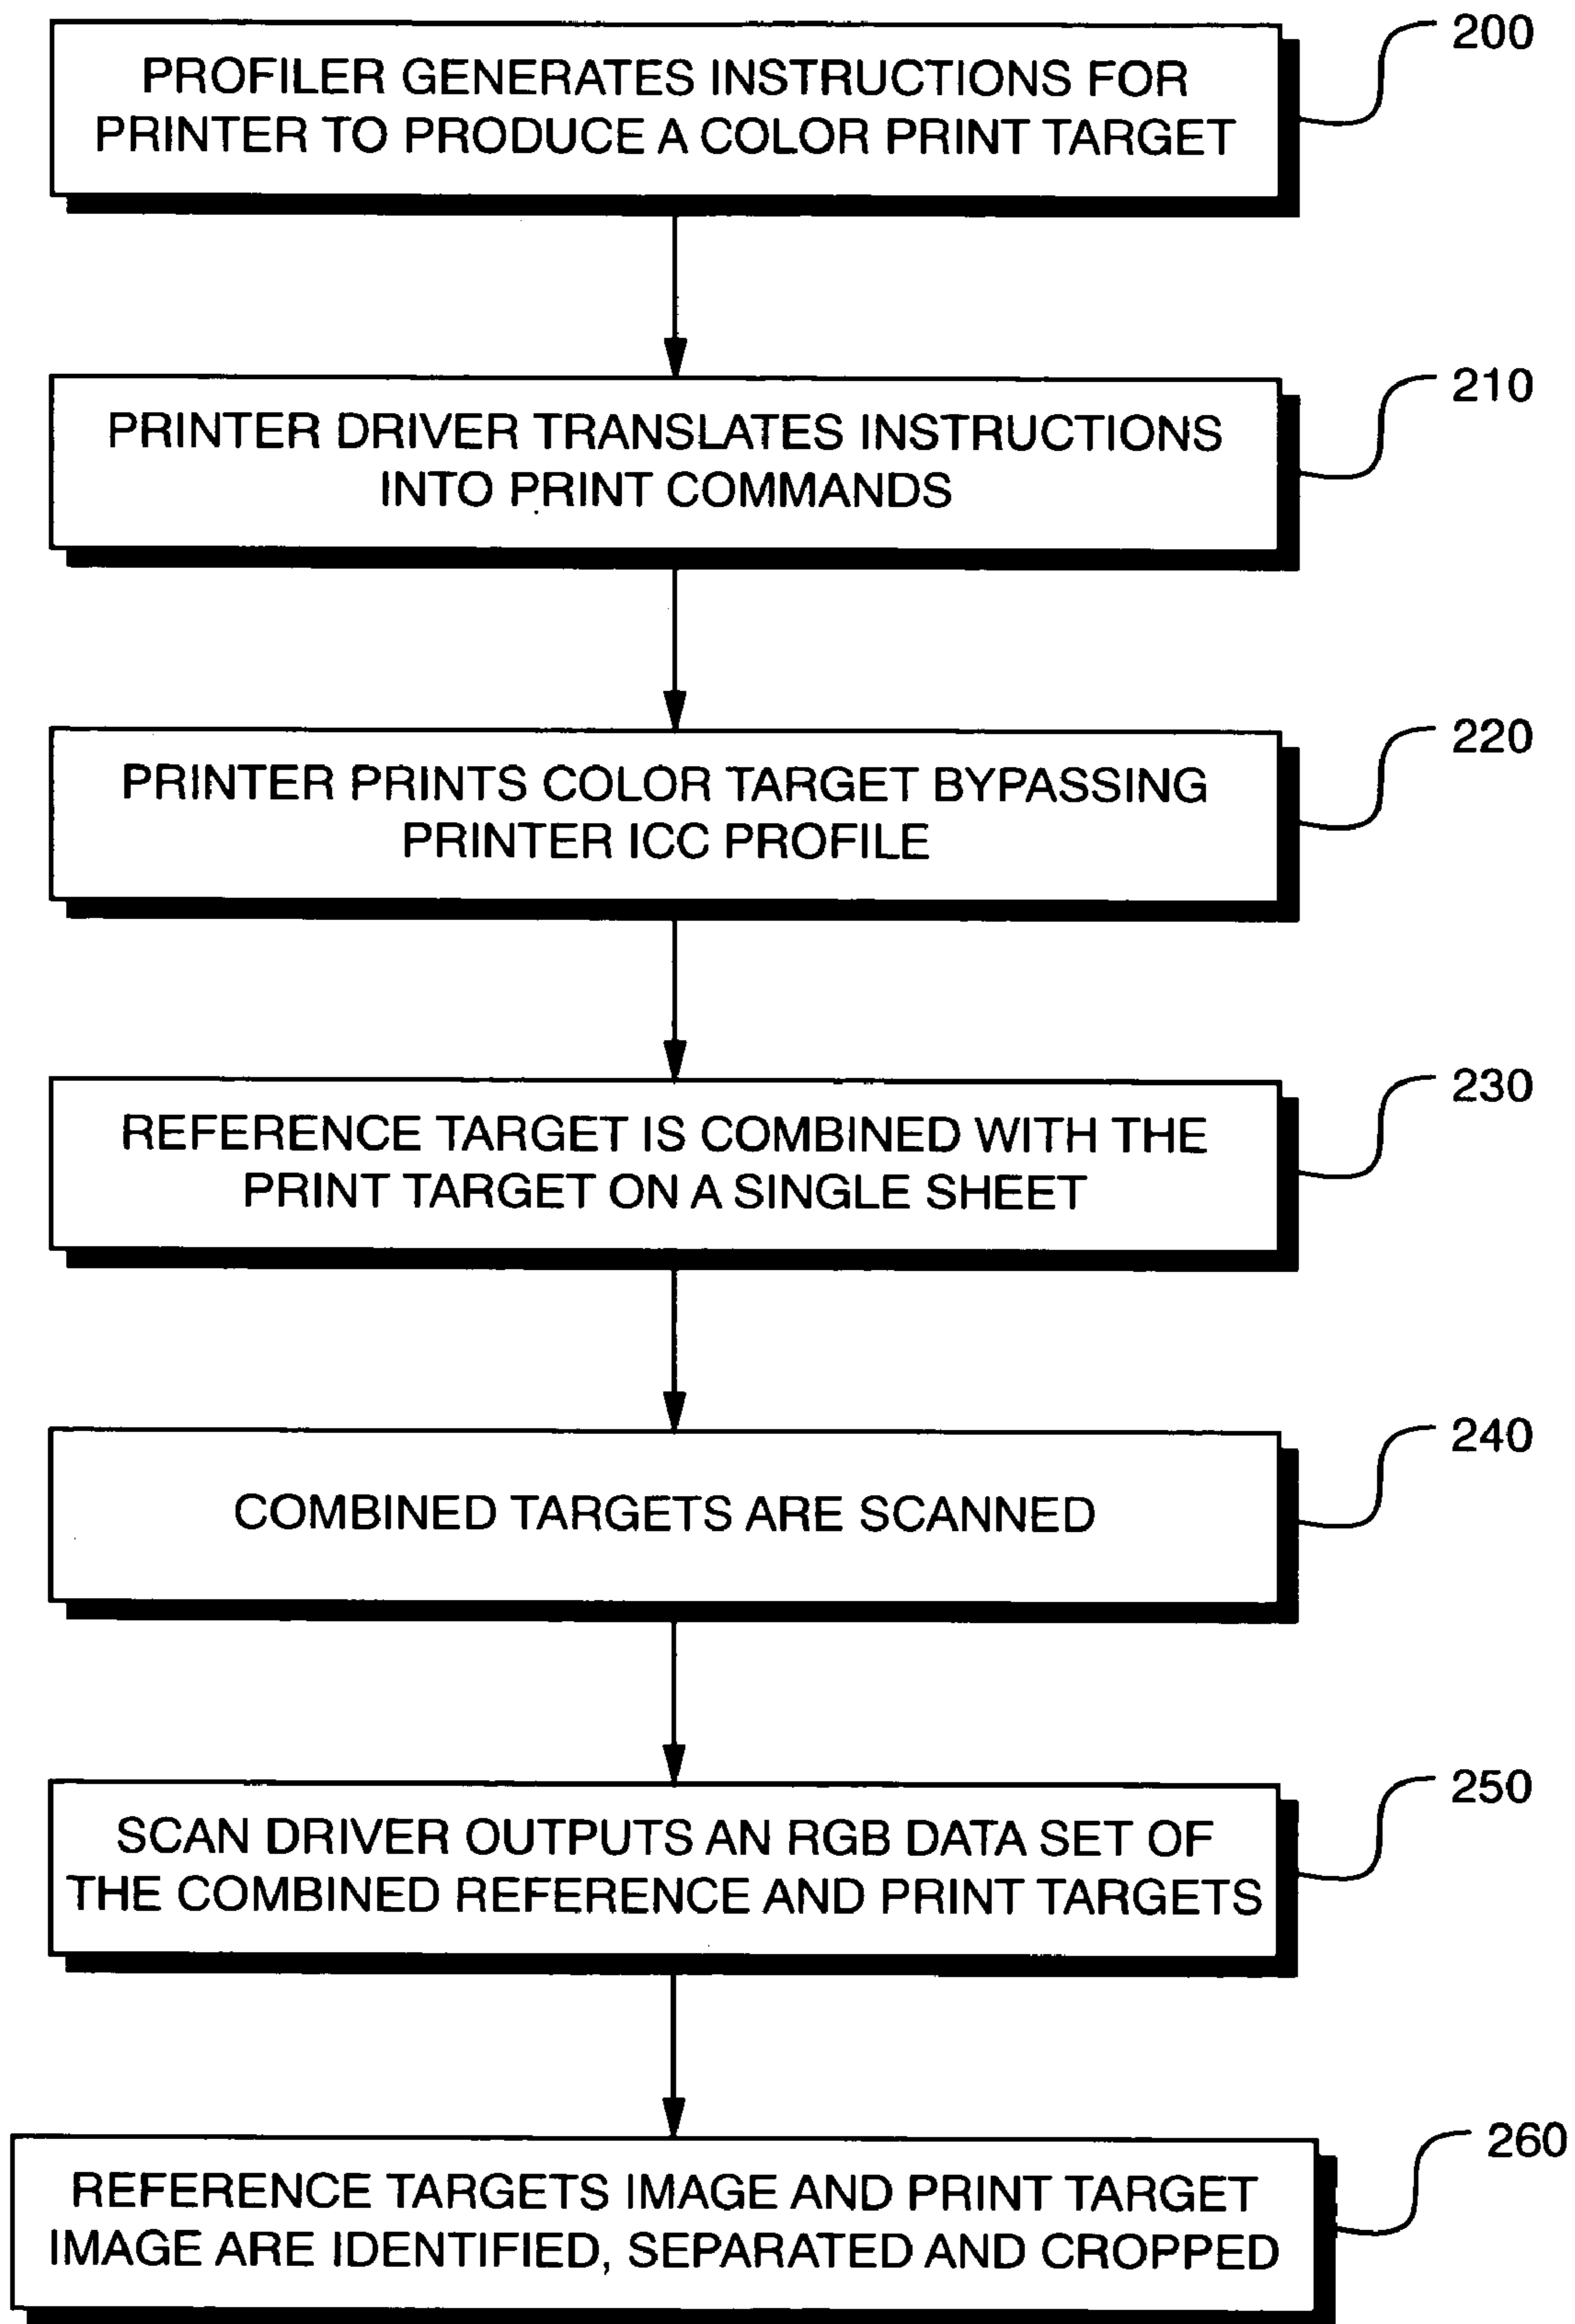 200
PROFILER GENERATES INSTRUCTIONS FOR
PRINTER TO PRODUCE A COLOR PRINT TARGET
210
PRINTER DRIVER TRANSLATES INSTRUCTIONS
INTO PRINT COMMANDS
220
PRINTER PRINTS COLOR TARGET BYPASSING
PRINTER ICC PROFILE
230
REFERENCE TARGET IS COMBINED WITH THE
PRINT TARGET ON A SINGLE SHEET
240
COMBINED TARGETS ARE SCANNED
250
SCAN DRIVER OUTPUTS AN RGB DATA SET OF
THE COMBINED REFERENCE AND PRINT TARGETS
260
REFERENCE TARGETS IMAGE AND PRINT TARGET
IMAGE ARE IDENTIFIED, SEPARATED AND CROPPED